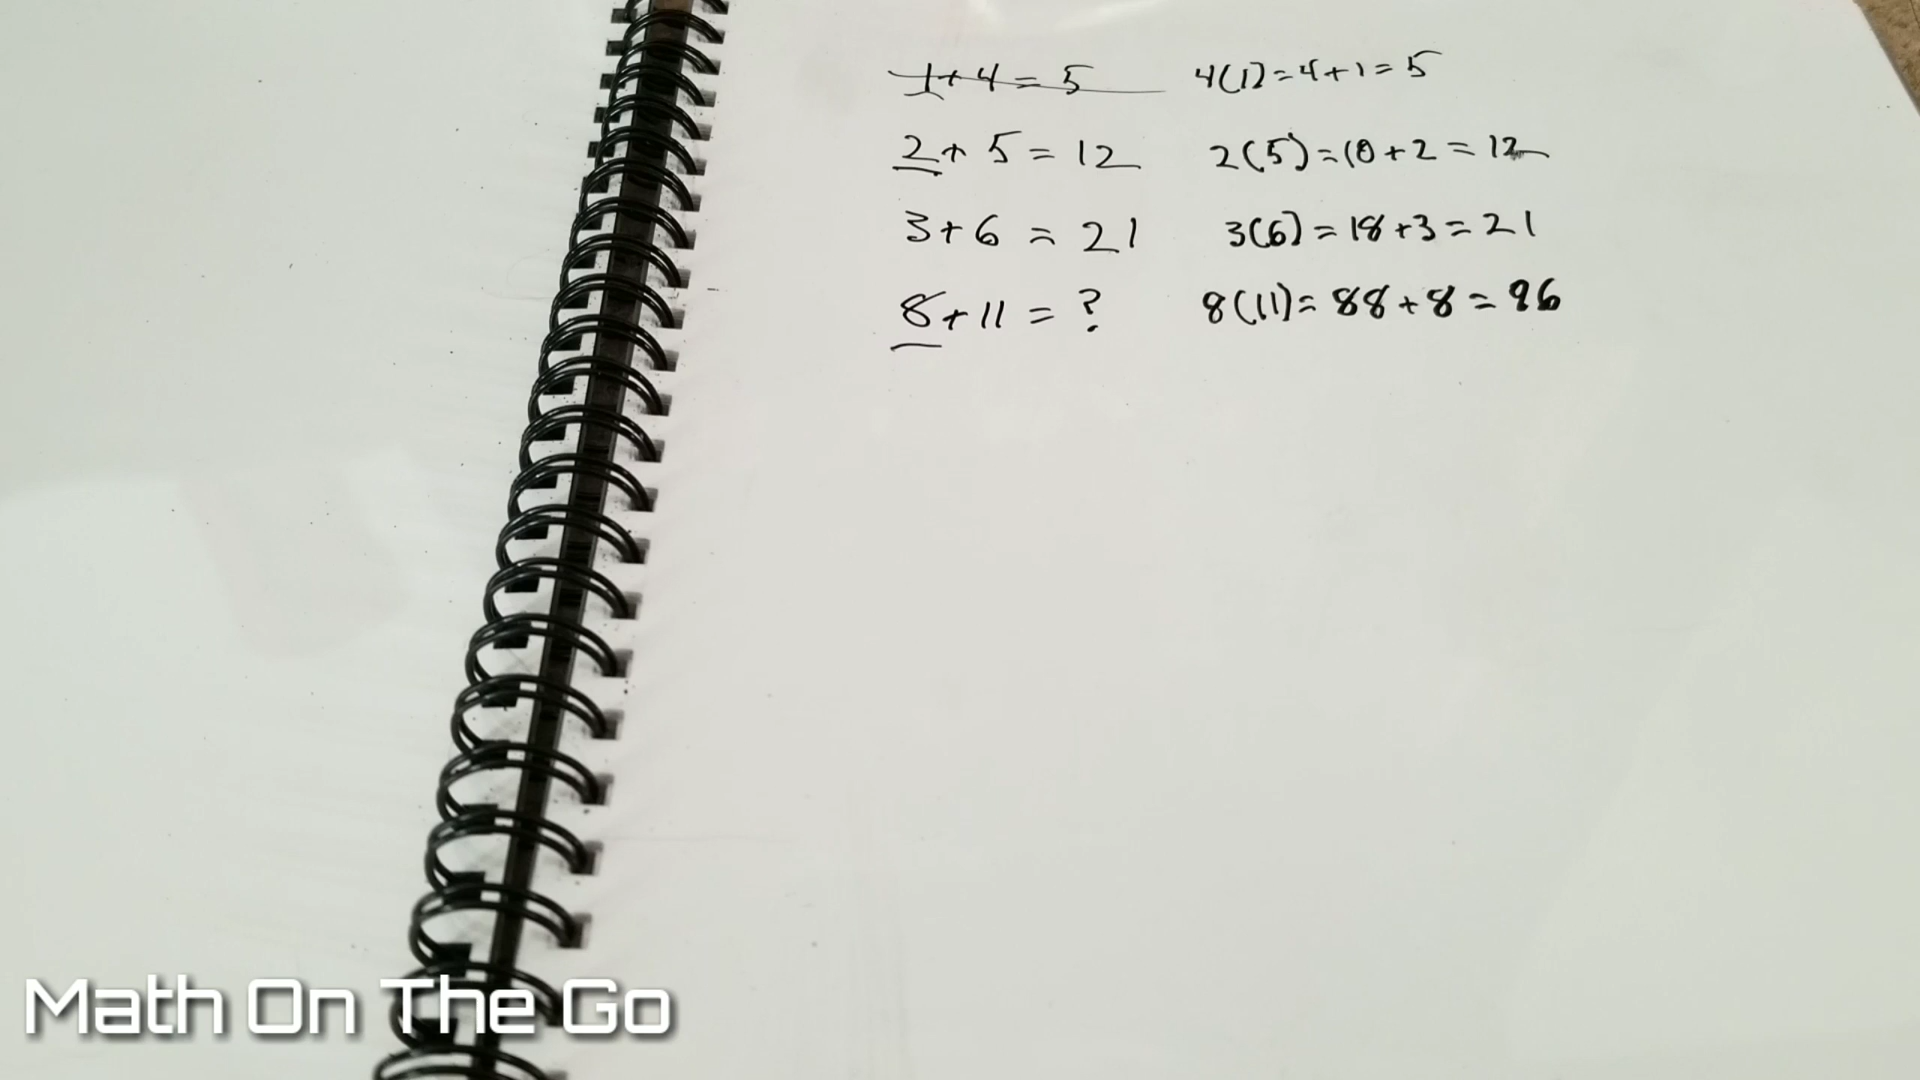 1+4=5 4(1)=4+1=5
2+5=12 2(5)=10+2=12
3+6=21 3(6)=18+3=21
8+11=? 8(11)=88+8=96
Math On The Go